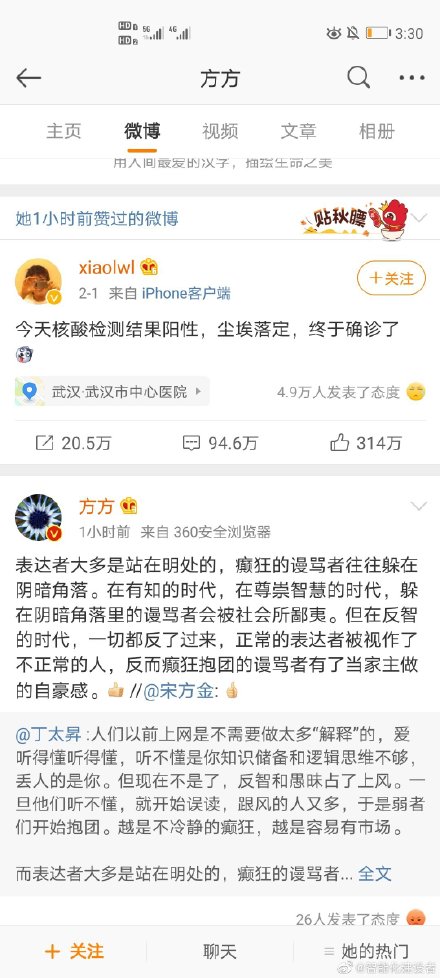 HD 1 5G 4G
HD 2
3:30
方方
主页 微博 视频 文章 相册
用人间最爱的汉字，描绘生命之美
她1小时前赞过的微博
贴秋膘
xiaolwl
+关注
2-1 来自 iPhone客户端
今天核酸检测结果阳性，尘埃落定，终于确诊了
武汉·武汉市中心医院
4.9万人发表了态度
20.5万 94.6万 314万
方方
1小时前 来自 360安全浏览器
表达者大多是站在明处的，癫狂的谩骂者往往躲在
阴暗角落。在有知的时代，在尊崇智慧的时代，躲
在阴暗角落里的谩骂者会被社会所鄙夷。但在反智
的时代，一切都反了过来，正常的表达者被视作了
不正常的人，反而癫狂抱团的谩骂者有了当家主做
的自豪感。//@宋方金:
@丁太昇 :人们以前上网是不需要做太多“解释”的，爱
听得懂听得懂，听不懂是你知识储备和逻辑思维不够，
丢人的是你。但现在不是了，反智和愚昧占了上风。一
旦他们听不懂，就开始误读，跟风的人又多，于是弱者
们开始抱团。越是不冷静的癫狂，越是容易有市场。
而表达者大多是站在明处的，癫狂的谩骂者... 全文
26人发表了态度
+ 关注 聊天 她的热门